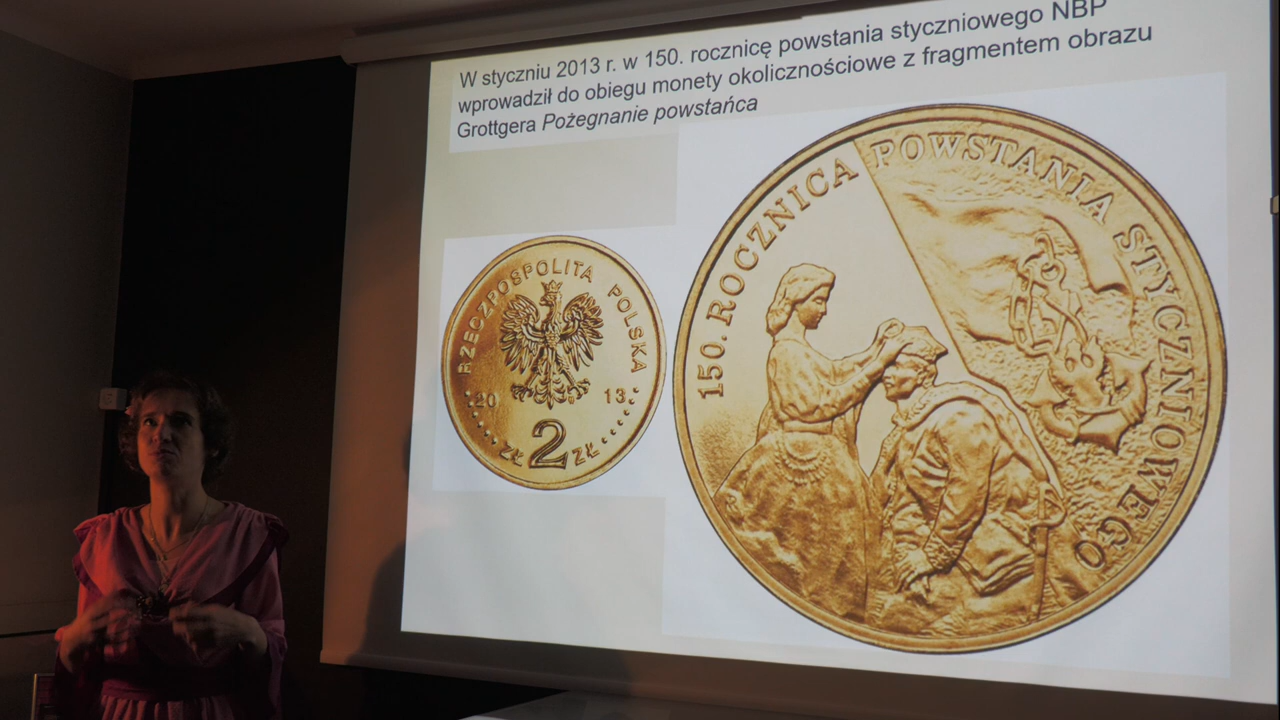 W styczniu 2013 r. w 150. rocznicę powstania styczniowego NBP
wprowadził do obiegu monety okolicznościowe z fragmentem obrazu
Grottgera Pożegnanie powstańca
RZECZPOSPOLITA POLSKA
20 13
ZŁ 2 ZŁ
150. ROCZNICA POWSTANIA STYCZNIOWEGO